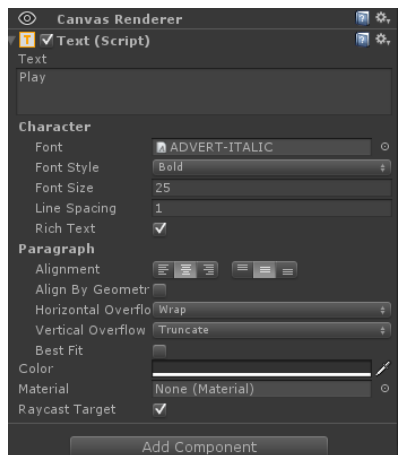 Canvas Renderer
Text (Script)
Text
Play
Character
Font ADVERT-ITALIC
Font Style Bold
Font Size 25
Line Spacing 1
Rich Text
Paragraph
Alignment
Align By Geometr
Horizontal Overflo Wrap
Vertical Overflow Truncate
Best Fit
Color
Material None (Material)
Raycast Target
Add Component